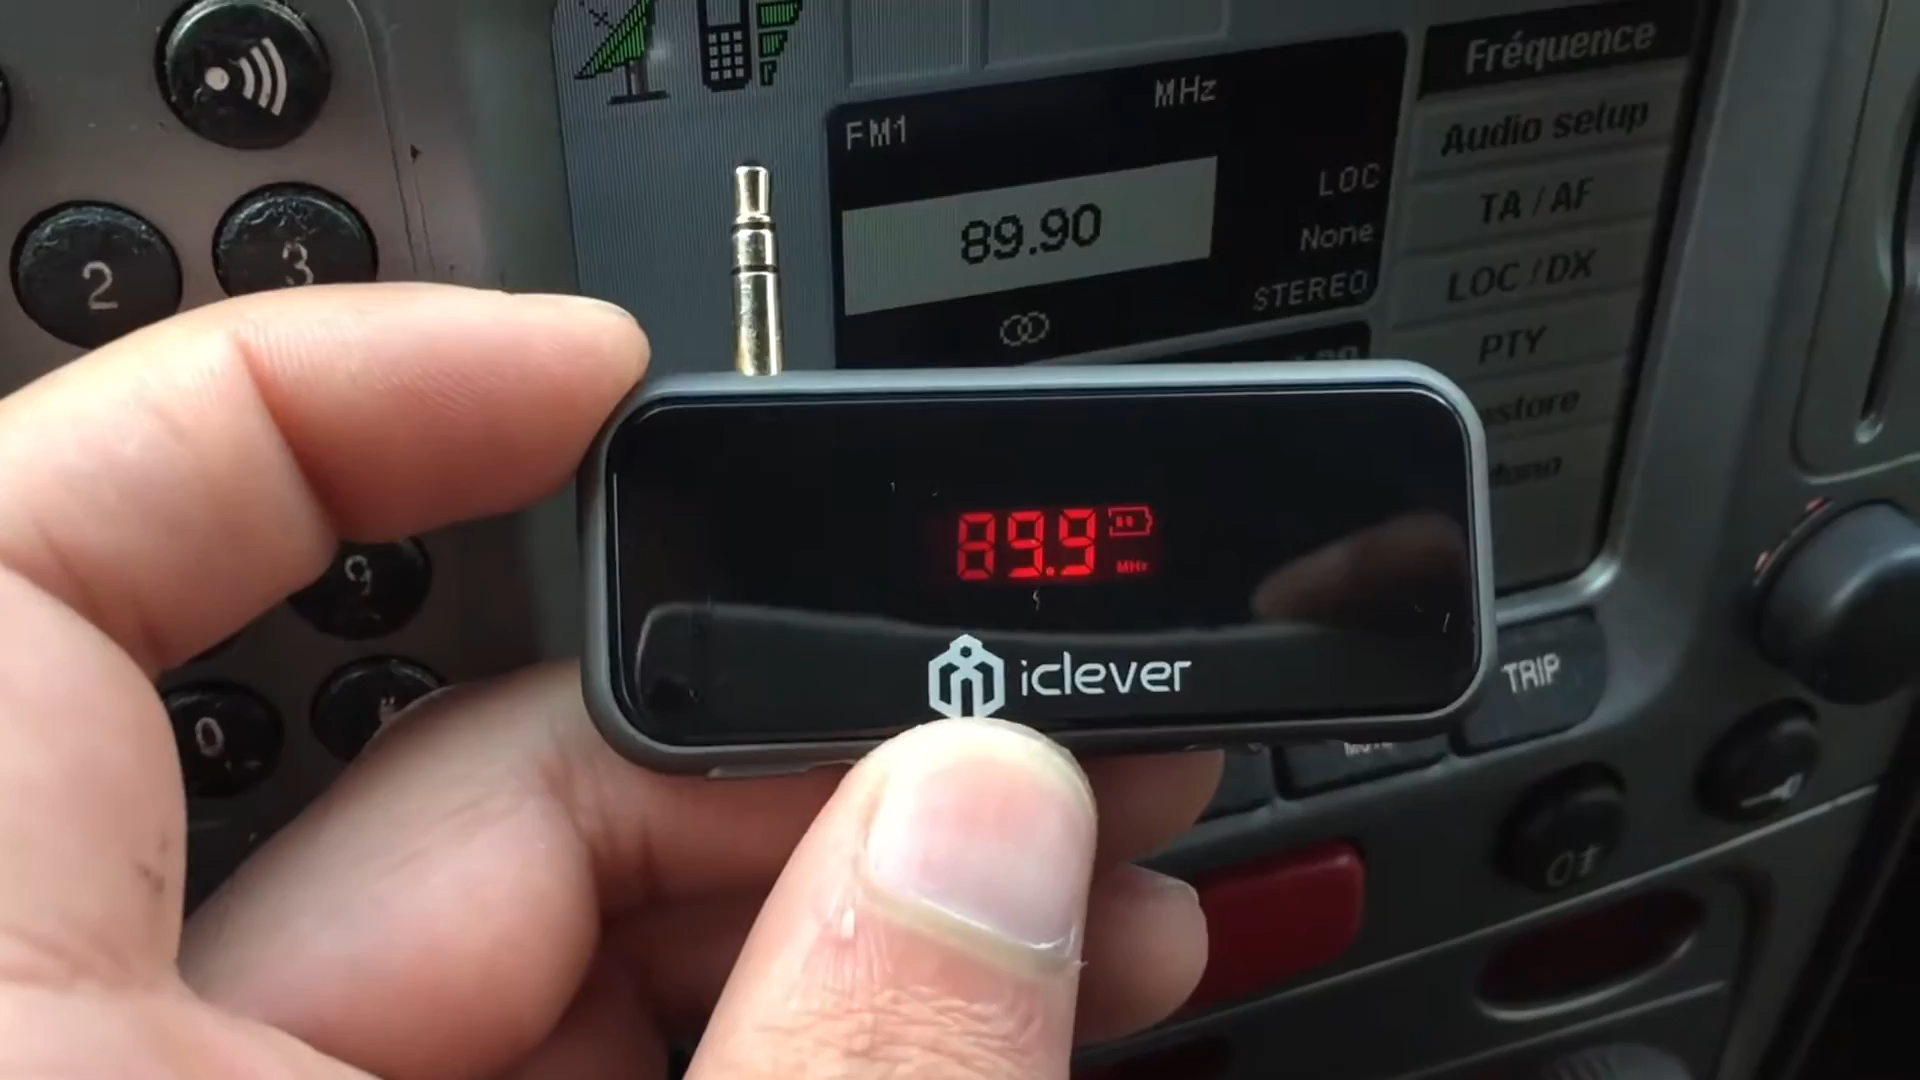 Fréquence
MHz
FM1
Audio setup
LOC
TA / AF
89.90
None
LOC / DX
STEREO
PTY
2
3
9
0
89.9
MHz
iclever
TRIP